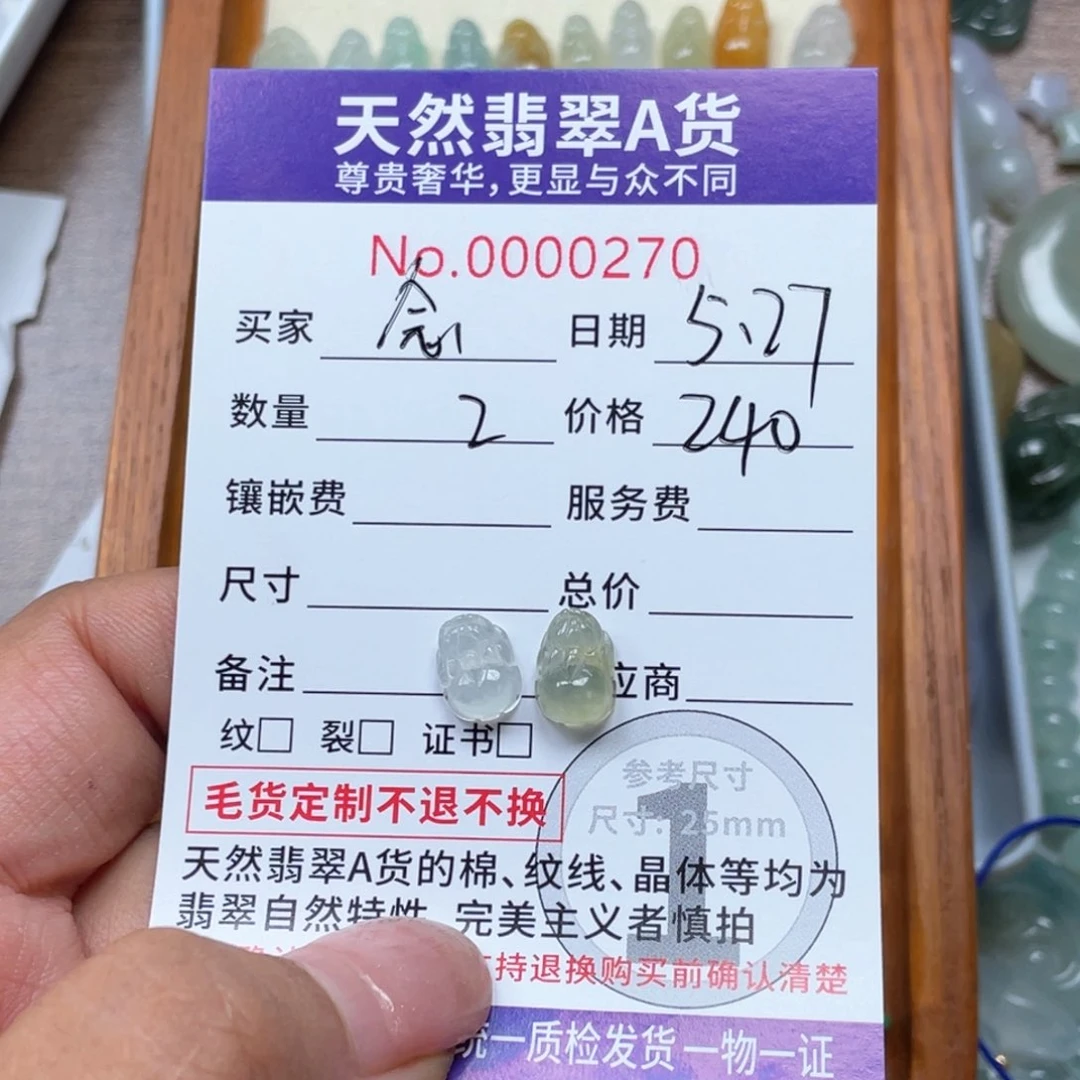 天然翡翠A货
尊贵奢华,更显与众不同
No.0000270
买家 念 日期 5.27
数量 2 价格 240
镶嵌费 服务费
尺寸 总价
备注 应商
纹□ 裂□ 证书□
参考尺寸
尺寸: 25mm
1
毛货定制不退不换
天然翡翠A货的棉、纹线、晶体等均为
翡翠自然特性 完美主义者慎拍
持退换购买前确认清楚
统一质检发货 一物一证